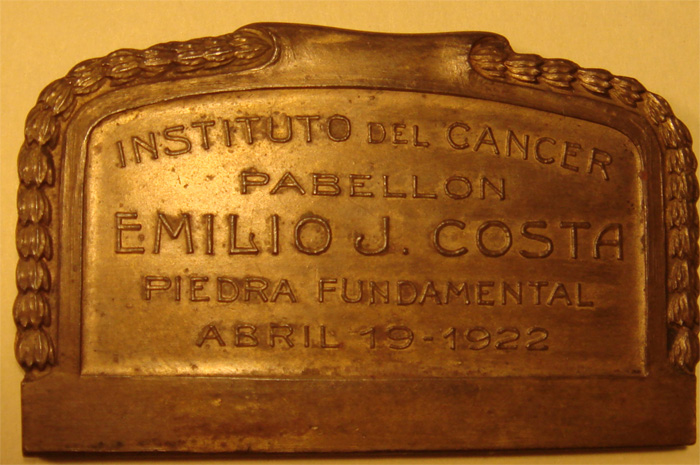 INSTITUTO DEL CANCER
PABELLON
EMILIO J. COSTA
PIEDRA FUNDAMENTAL
ABRIL 19-1922